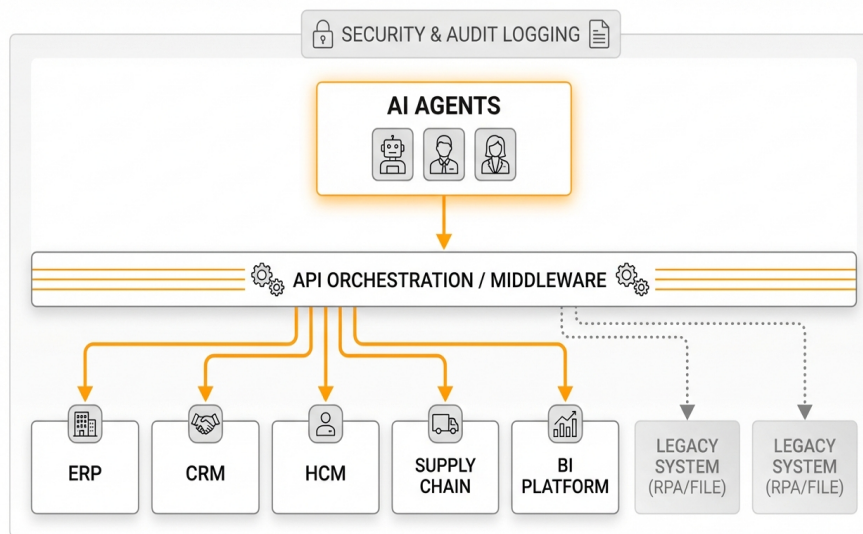 SECURITY & AUDIT LOGGING
AI AGENTS
API ORCHESTRATION / MIDDLEWARE
ERP
CRM
HCM
SUPPLY
CHAIN
BI
PLATFORM
LEGACY
SYSTEM
(RPA/FILE)
LEGACY
SYSTEM
(RPA/FILE)